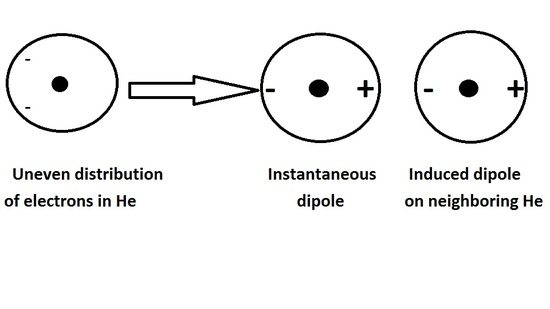 -
-
- +
- +
Uneven distribution
of electrons in He
Instantaneous
dipole
Induced dipole
on neighboring He